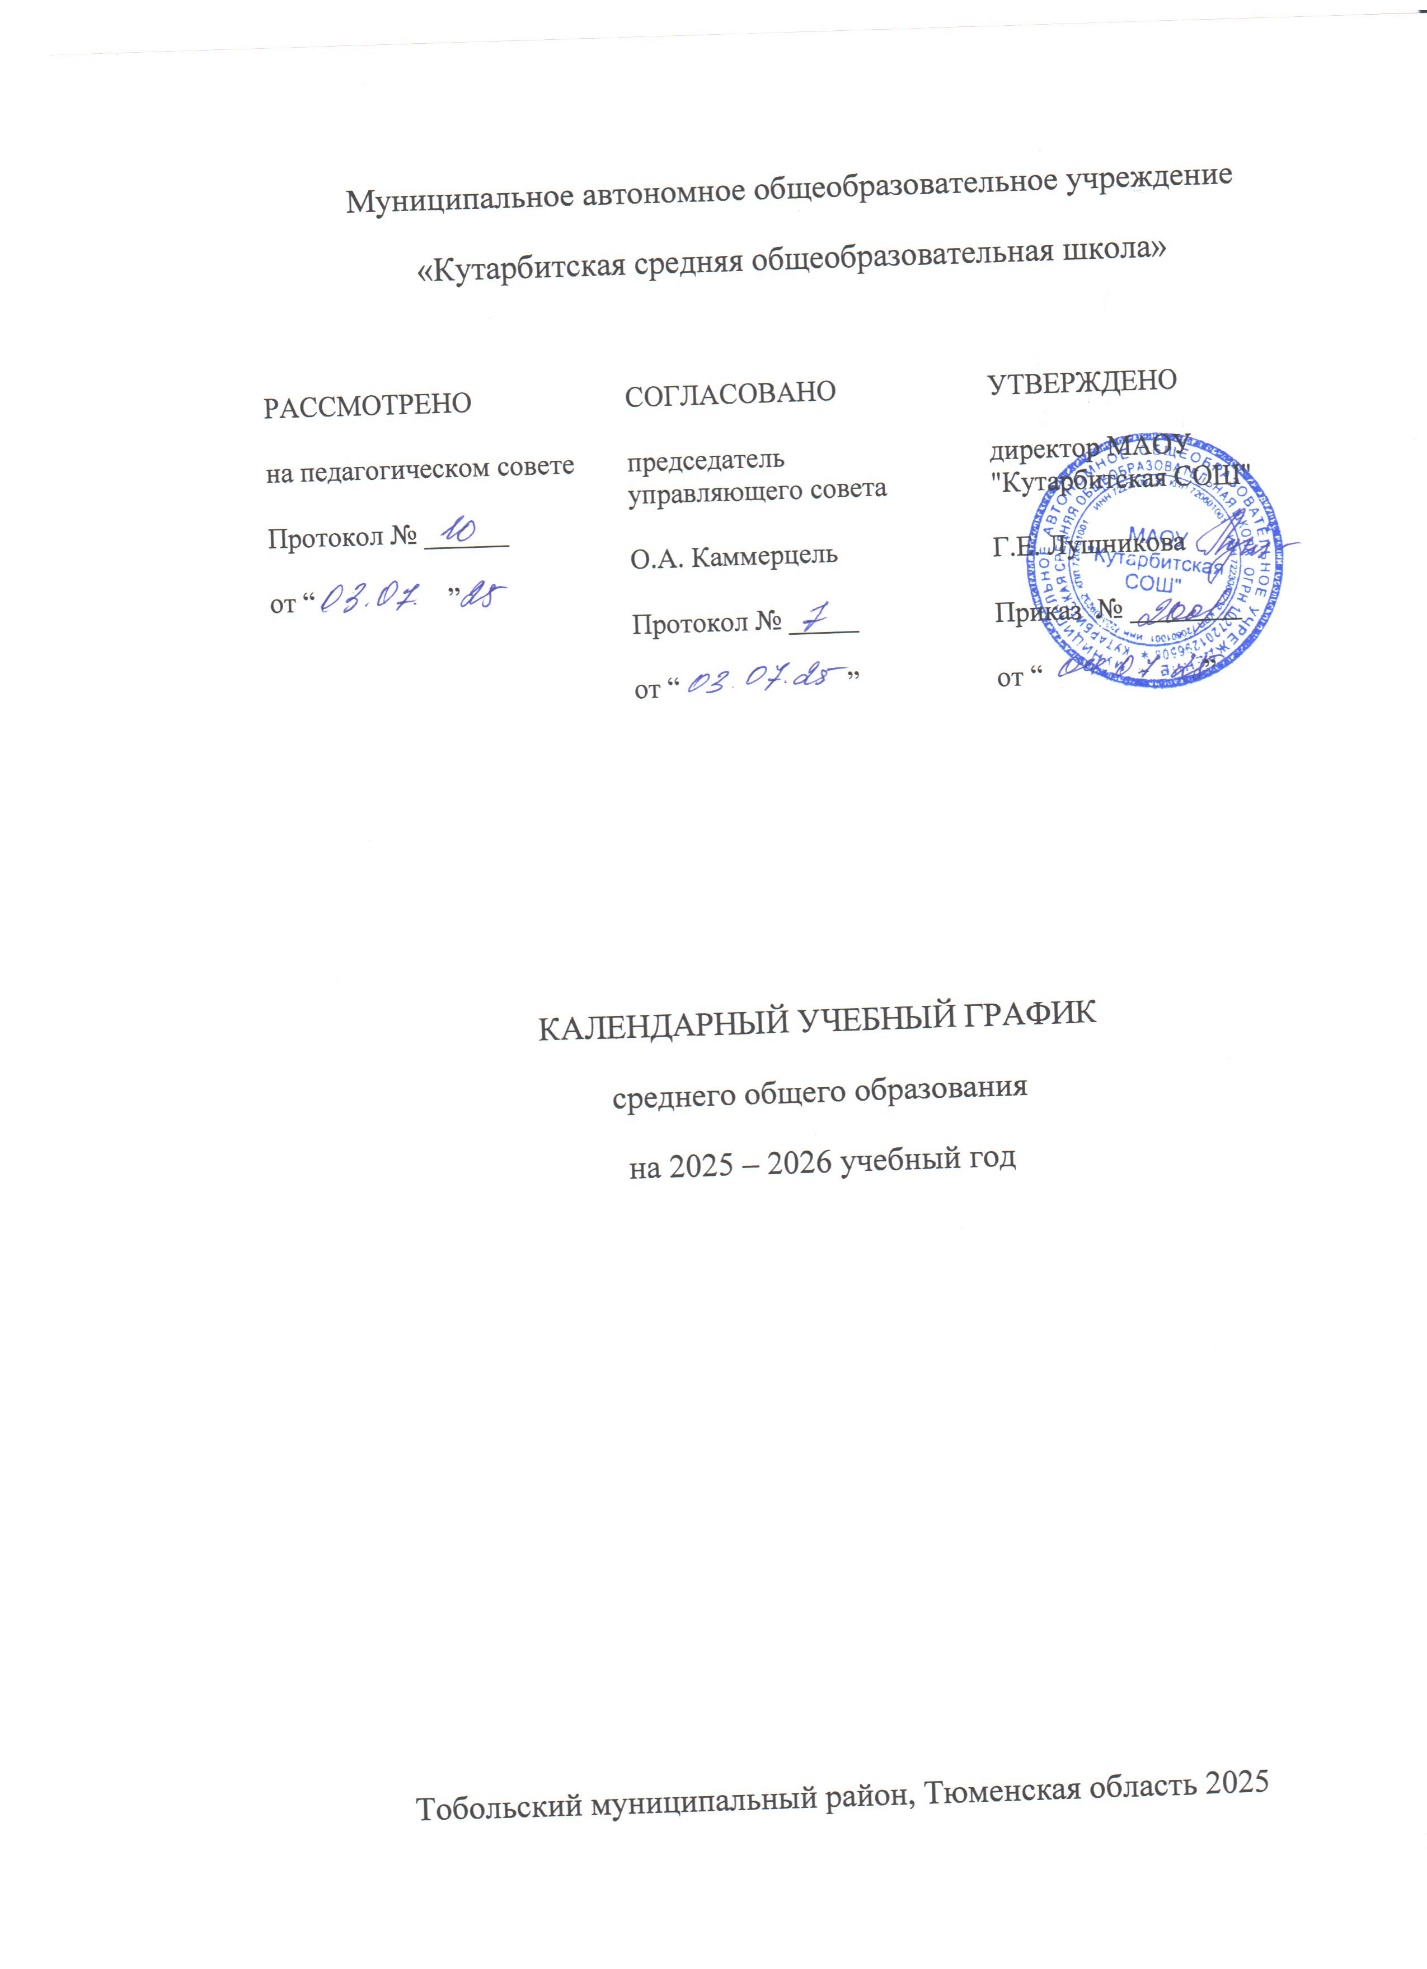 Муниципальное автономное общеобразовательное учреждение
«Кутарбитская средняя общеобразовательная школа»
РАССМОТРЕНО
на педагогическом совете
Протокол № 10
от “ 03.07. ” 25
СОГЛАСОВАНО
председатель
управляющего совета
О.А. Каммерцель
Протокол № 7
от “ 03.07.25 ”
УТВЕРЖДЕНО
директор МАОУ
"Кутарбитская СОШ"
Г.Е. Лушникова
Приказ №
от “ ”
МАОУ
"Кутарбитская
СОШ"
КАЛЕНДАРНЫЙ УЧЕБНЫЙ ГРАФИК
среднего общего образования
на 2025 – 2026 учебный год
Тобольский муниципальный район, Тюменская область 2025